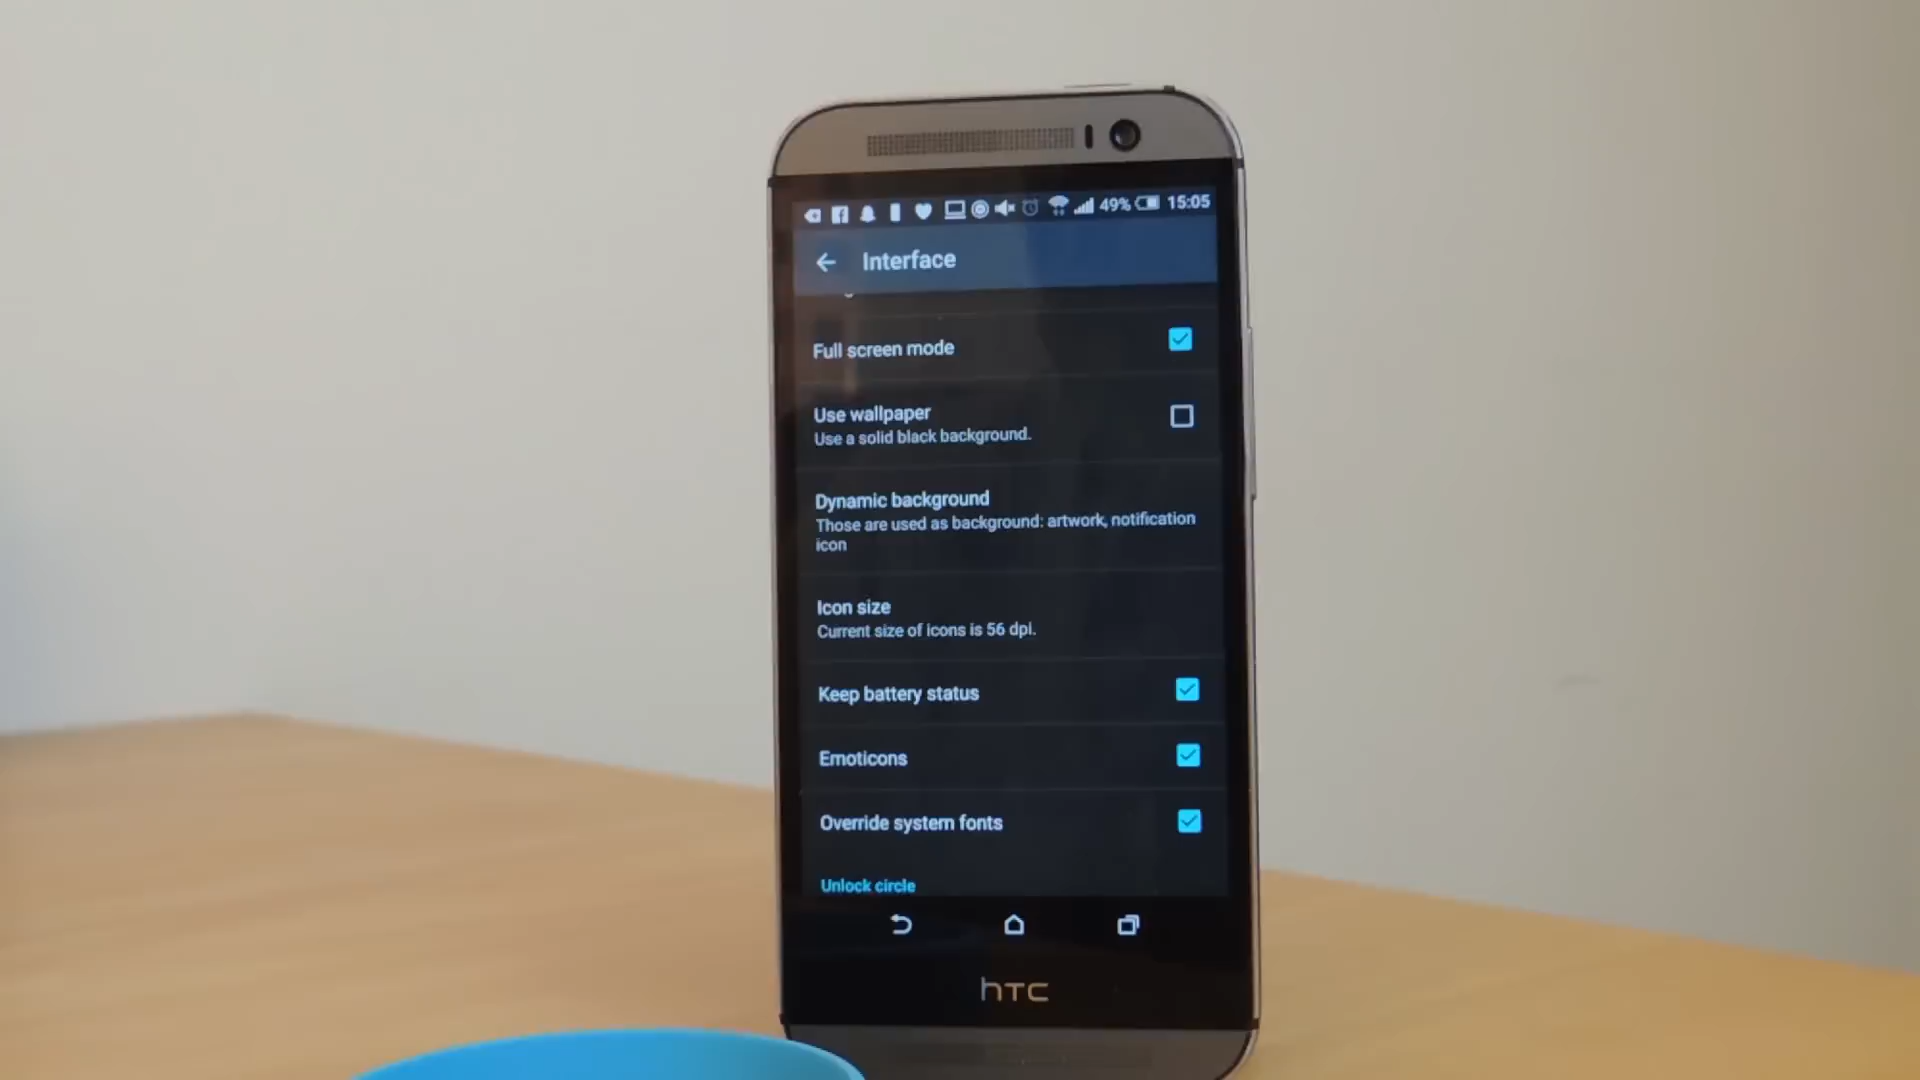 49% 15:05
Interface
Full screen mode
Use wallpaper
Use a solid black background.
Dynamic background
Those are used as background: artwork, notification
icon
Icon size
Current size of icons is 56 dpi.
Keep battery status
Emoticons
Override system fonts
Unlock circle
hTC